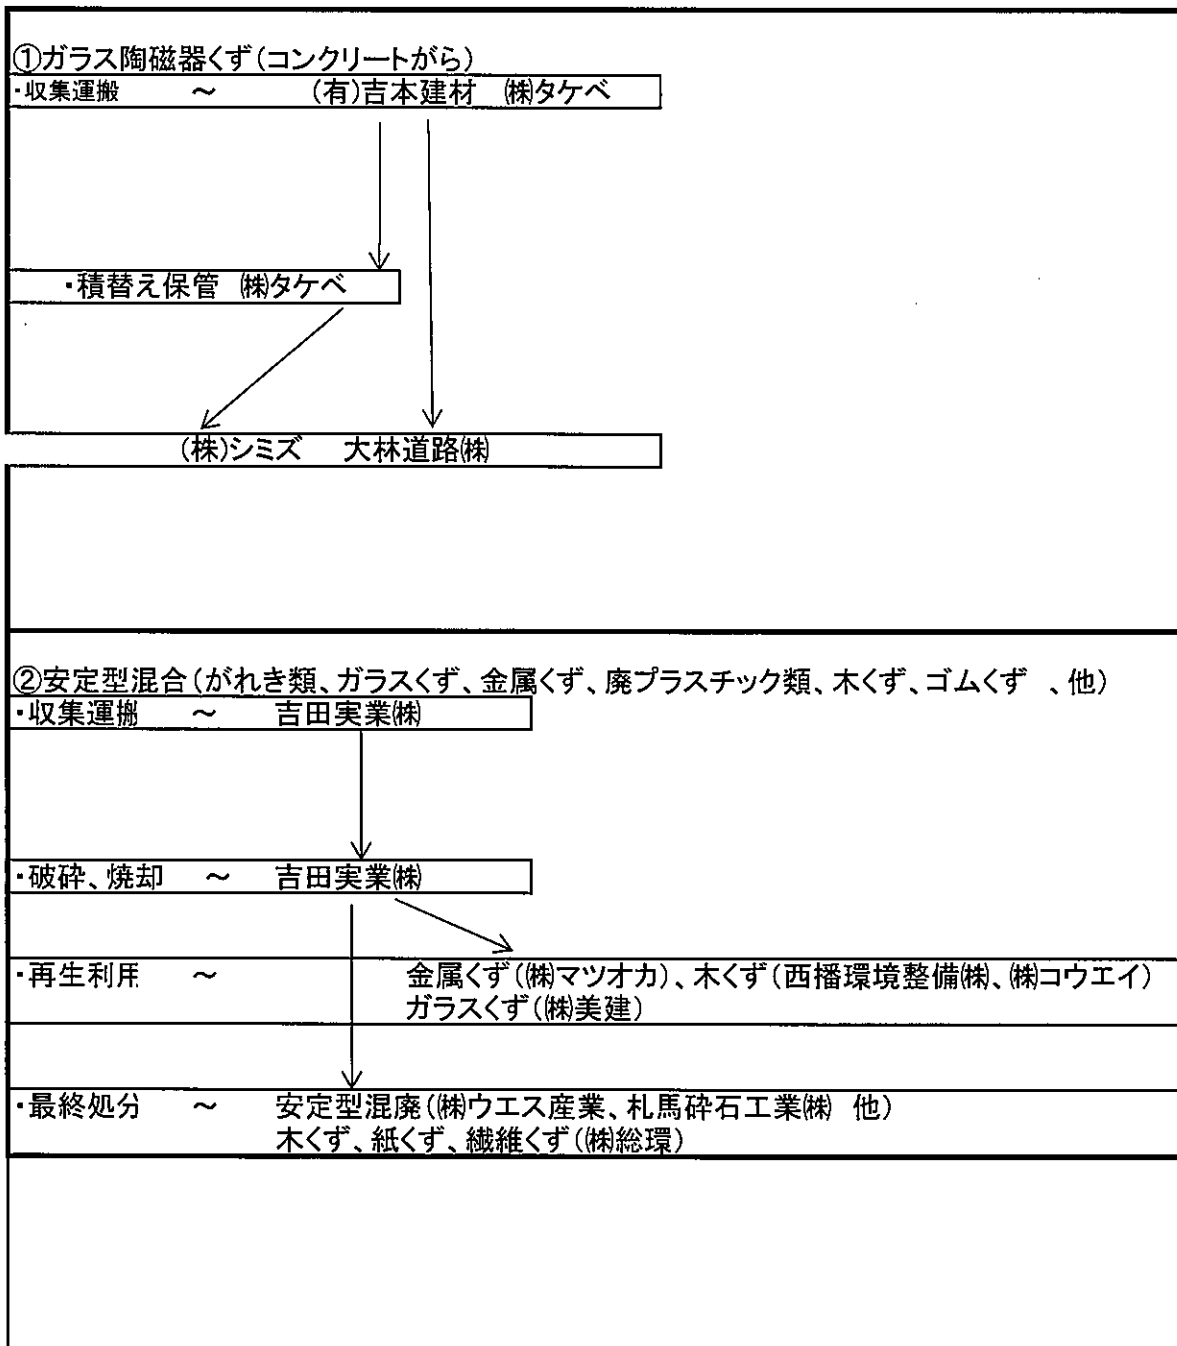 ①ガラス陶磁器くず(コンクリートがら)
・収集運搬 ～ (有)吉本建材 ㈱タケベ
・積替え保管 ㈱タケベ
(株)シミズ 大林道路㈱
②安定型混合(がれき類、ガラスくず、金属くず、廃プラスチック類、木くず、ゴムくず 、他)
・収集運搬 ～ 吉田実業㈱
・破砕、焼却 ～ 吉田実業㈱
・再生利用 ～ 金属くず(㈱マツオカ)、木くず(西播環境整備㈱、㈱コウエイ)
ガラスくず(㈱美建)
・最終処分 ～ 安定型混廃(㈱ウエス産業、札馬砕石工業㈱ 他)
木くず、紙くず、繊維くず(㈱総環)